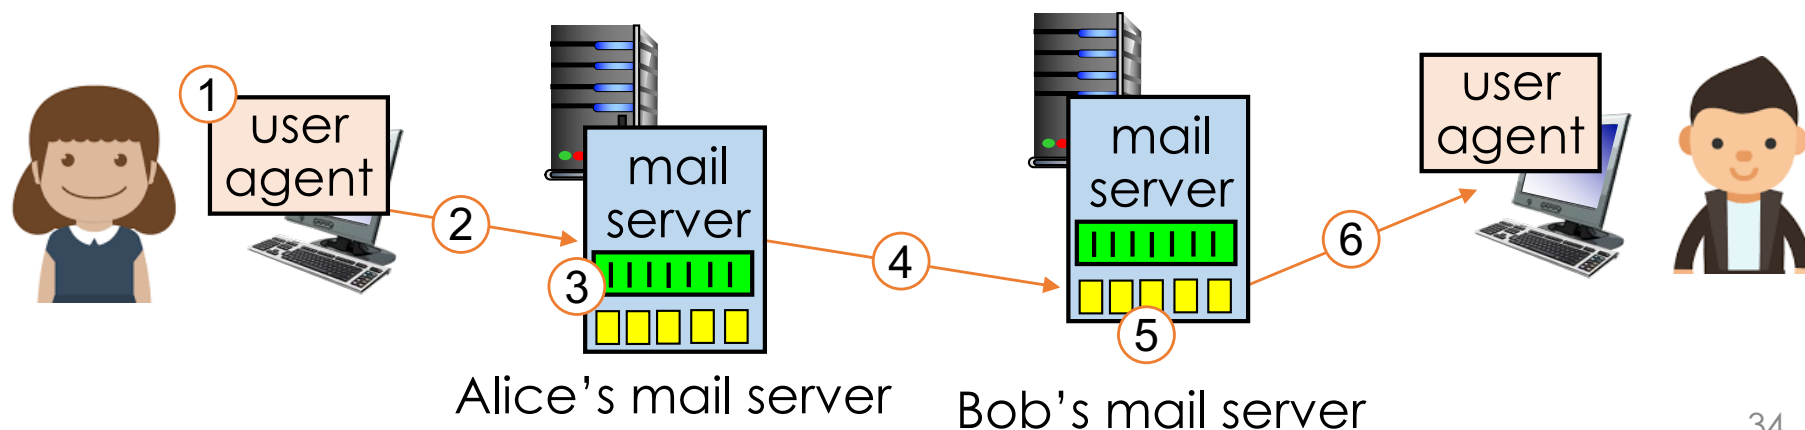 1
user
agent
2
mail
server
3
Alice's mail server
4
mail
server
5
Bob's mail server
6
user
agent
34